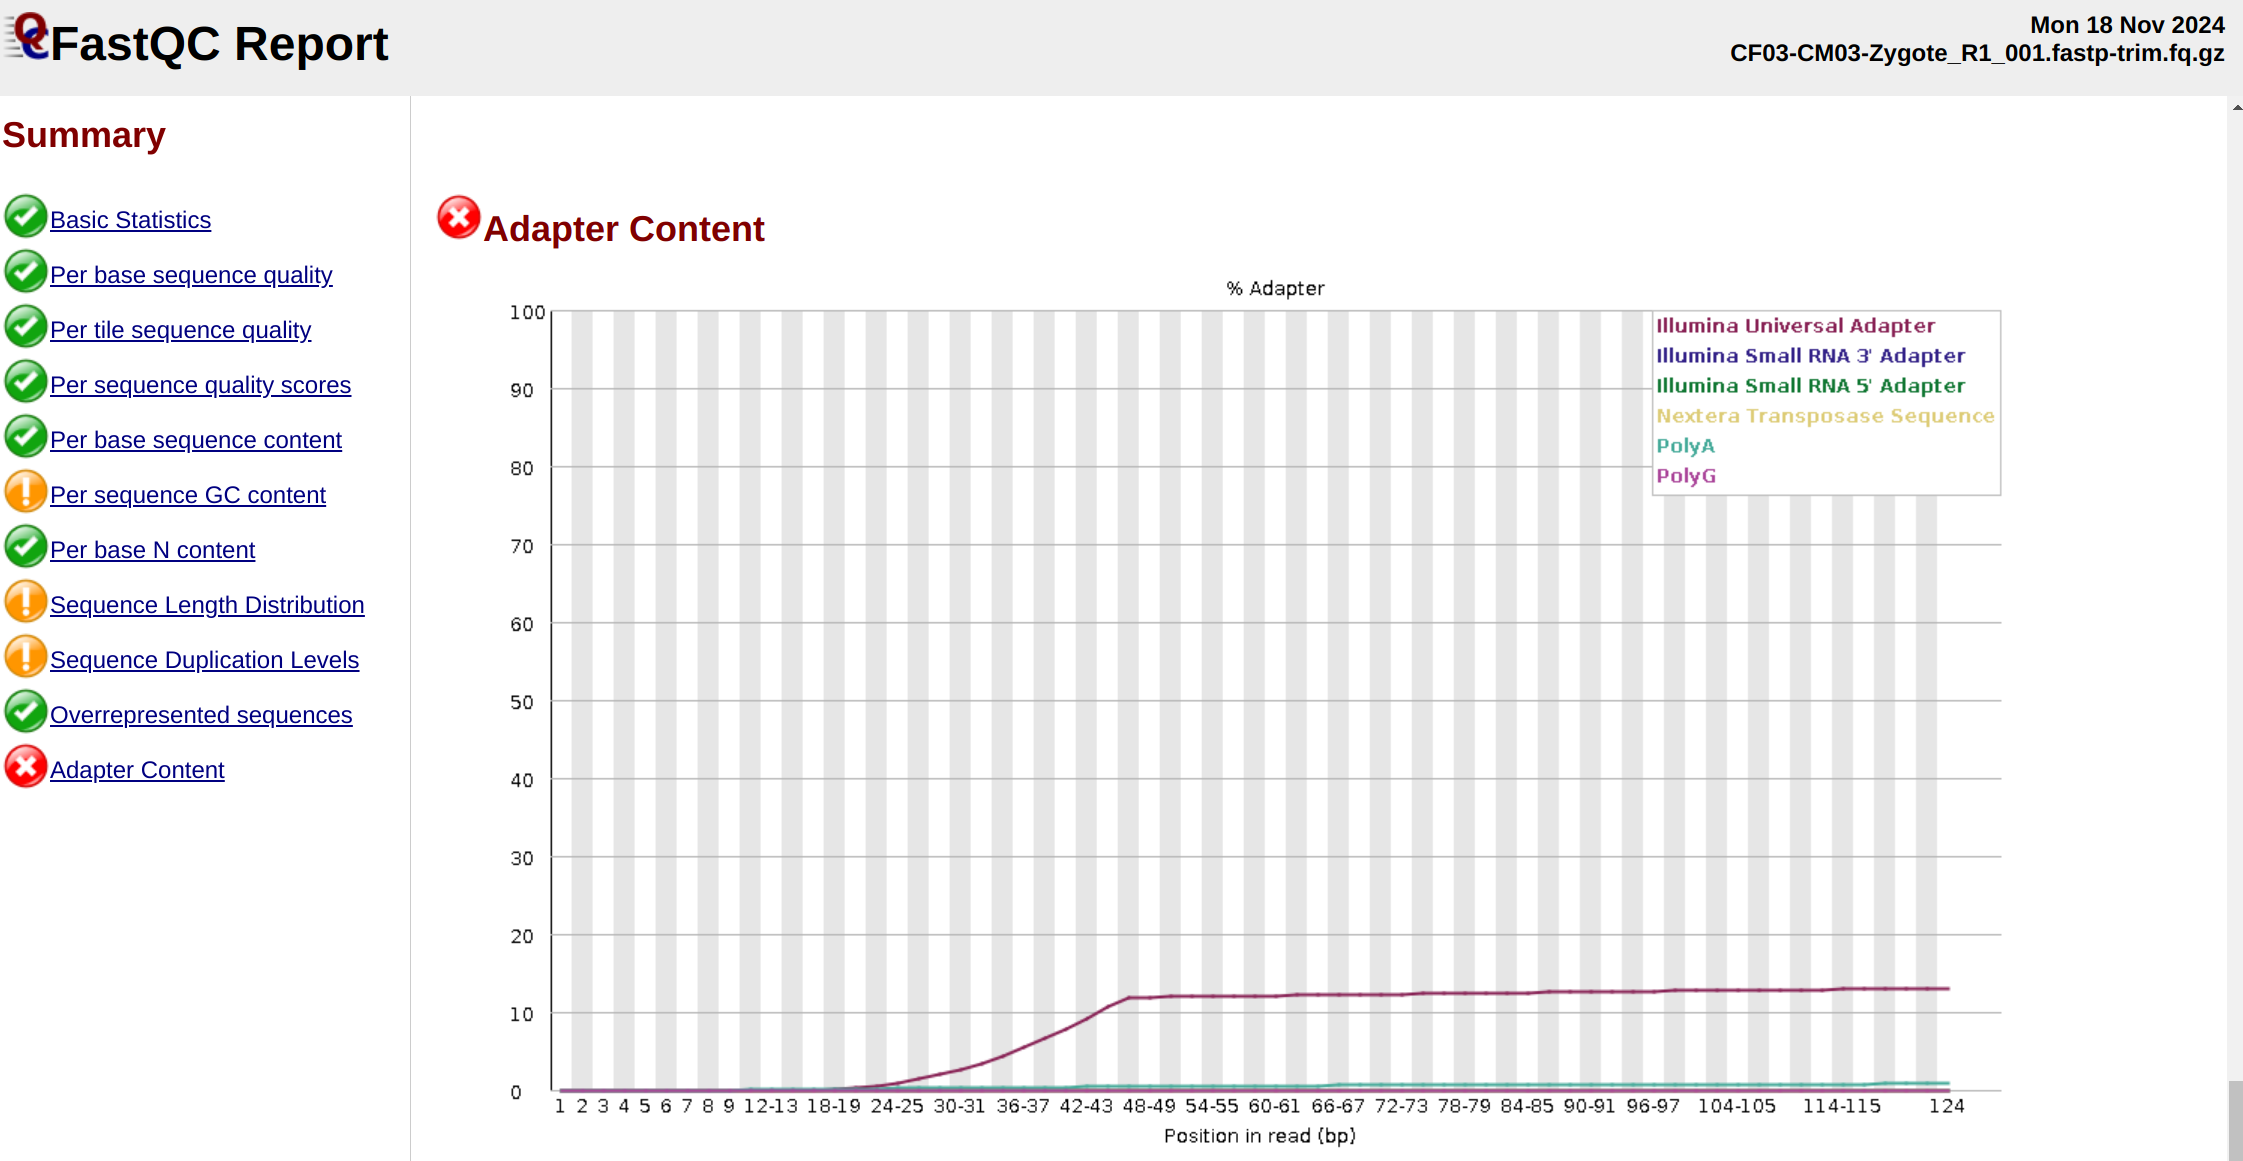 FastQC Report
Mon 18 Nov 2024
CF03-CM03-Zygote_R1_001.fastp-trim.fq.gz
Summary
Basic Statistics
Per base sequence quality
Per tile sequence quality
Per sequence quality scores
Per base sequence content
Per sequence GC content
Per base N content
Sequence Length Distribution
Sequence Duplication Levels
Overrepresented sequences
Adapter Content
Adapter Content
% Adapter
100
90
80
70
60
50
40
30
20
10
0
Illumina Universal Adapter
Illumina Small RNA 3' Adapter
Illumina Small RNA 5' Adapter
Nextera Transposase Sequence
PolyA
PolyG
1 2 3 4 5 6 7 8 9 12-13 18-19 24-25 30-31 36-37 42-43 48-49 54-55 60-61 66-67 72-73 78-79 84-85 90-91 96-97 104-105 114-115 124
Position in read (bp)